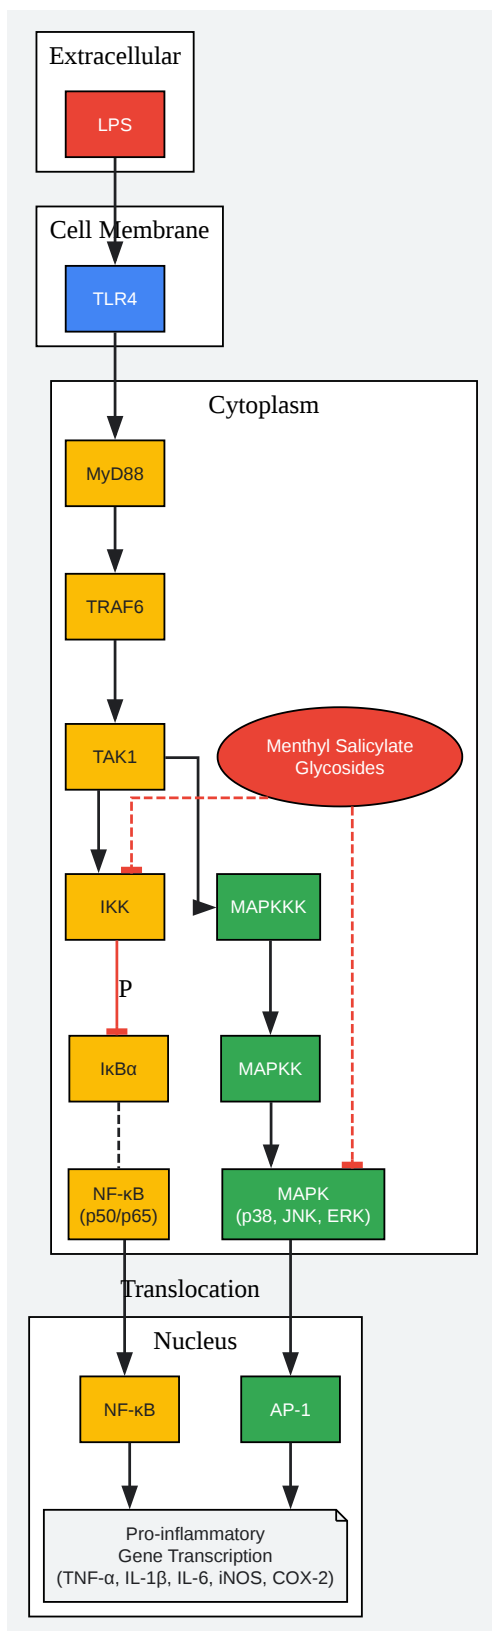 Extracellular
LPS
Cell Membrane
TLR4
Cytoplasm
MyD88
TRAF6
TAK1
Menthyl Salicylate
Glycosides
IKK
MAPKKK
P
IκBα
MAPKK
NF-κB
(p50/p65)
MAPK
(p38, JNK, ERK)
Translocation
Nucleus
NF-κB
AP-1
Pro-inflammatory
Gene Transcription
(TNF-α, IL-1β, IL-6, iNOS, COX-2)